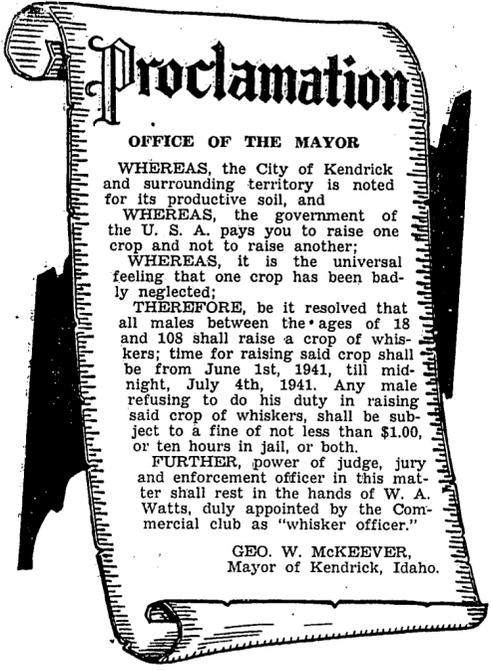 Proclamation
OFFICE OF THE MAYOR
WHEREAS, the City of Kendrick
and surrounding territory is noted
for its productive soil, and
WHEREAS, the government of
the U. S. A. pays you to raise one
crop and not to raise another;
WHEREAS, it is the universal
feeling that one crop has been bad-
ly neglected;
THEREFORE, be it resolved that
all males between the ages of 18
and 108 shall raise a crop of whis-
kers; time for raising said crop shall
be from June 1st, 1941, till mid-
night, July 4th, 1941. Any male
refusing to do his duty in raising
said crop of whiskers, shall be sub-
ject to a fine of not less than $1.00,
or ten hours in jail, or both.
FURTHER, power of judge, jury
and enforcement officer in this mat-
ter shall rest in the hands of W. A.
Watts, duly appointed by the Com-
mercial club as "whisker officer."
GEO. W. McKEEVER,
Mayor of Kendrick, Idaho.